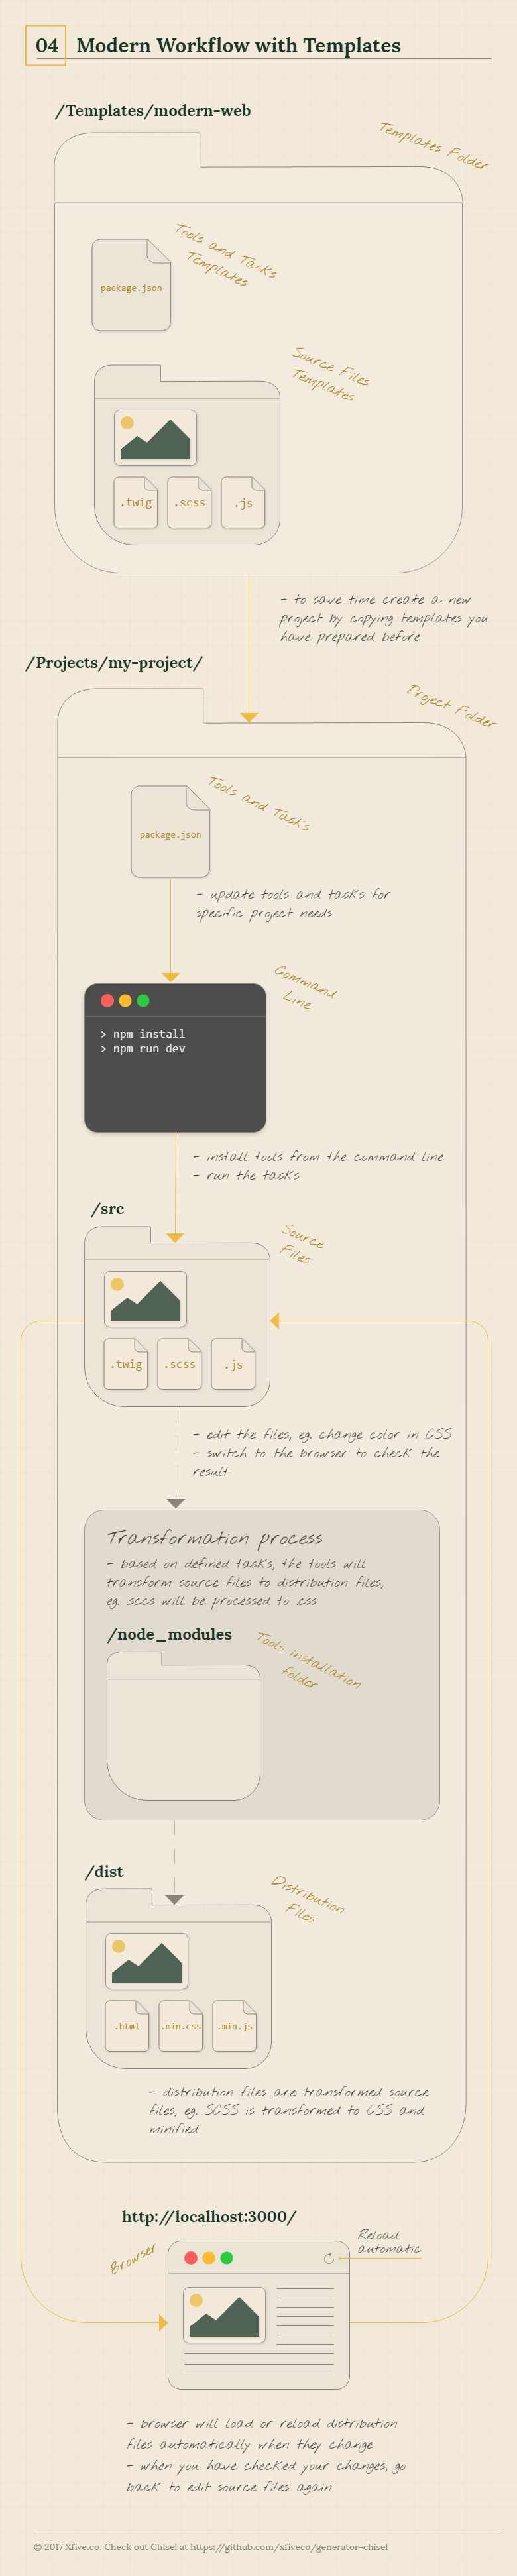 04 Modern Workflow with Templates
/Templates/modern-web
Templates Folder
Tools and Tasks
Templates
package.json
Source Files
Templates
.twig .scss .js
- to save time create a new
project by copying templates you
have prepared before
/Projects/my-project/
Project Folder
Tools and Tasks
package.json
- update tools and tasks for
specific project needs
Command
Line
> npm install
> npm run dev
- install tools from the command line
- run the tasks
/src
Source
Files
.twig .scss .js
- edit the files, eg. change color in CSS
- switch to the browser to check the
result
Transformation process
- based on defined tasks, the tools will
transform source files to distribution files,
eg. .sccs will be processed to .css
/node_modules
Tools installation
folder
/dist
Distribution
Files
.html .min.css .min.js
- distribution files are transformed source
files, eg. SCSS is transformed to CSS and
minified
http://localhost:3000/
Browser
Reload
automatic
- browser will load or reload distribution
files automatically when they change
- when you have checked your changes, go
back to edit source files again
© 2017 Xfive.co. Check out Chisel at https://github.com/xfiveco/generator-chisel